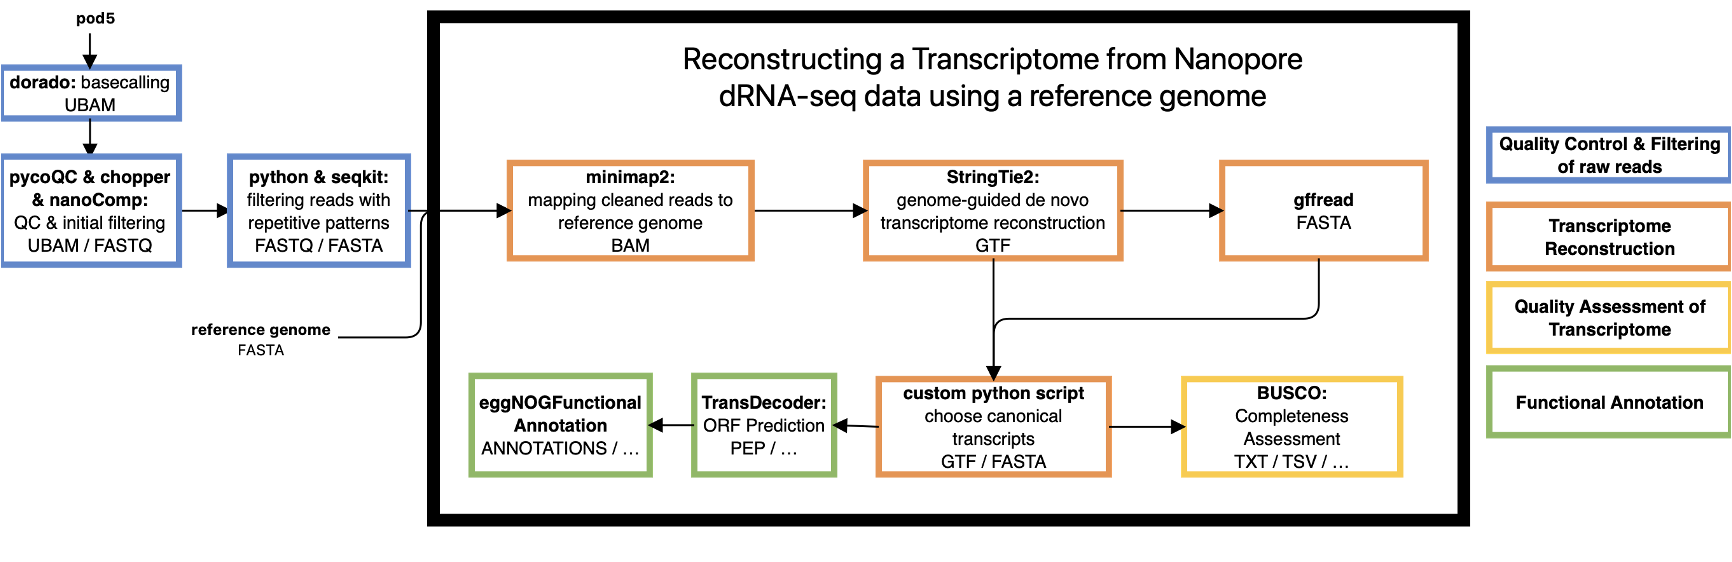 pod5
dorado: basecalling
UBAM
pycoQC & chopper
& nanoComp:
QC & initial filtering
UBAM / FASTQ
python & seqkit:
filtering reads with
repetitive patterns
FASTQ / FASTA
reference genome
FASTA
Reconstructing a Transcriptome from Nanopore
dRNA-seq data using a reference genome
minimap2:
mapping cleaned reads to
reference genome
BAM
StringTie2:
genome-guided de novo
transcriptome reconstruction
GTF
gffread
FASTA
eggNOGFunctional
Annotation
ANNOTATIONS / ...
TransDecoder:
ORF Prediction
PEP / ...
custom python script
choose canonical
transcripts
GTF / FASTA
BUSCO:
Completeness
Assessment
TXT / TSV / ...
Quality Control & Filtering
of raw reads
Transcriptome
Reconstruction
Quality Assessment of
Transcriptome
Functional Annotation